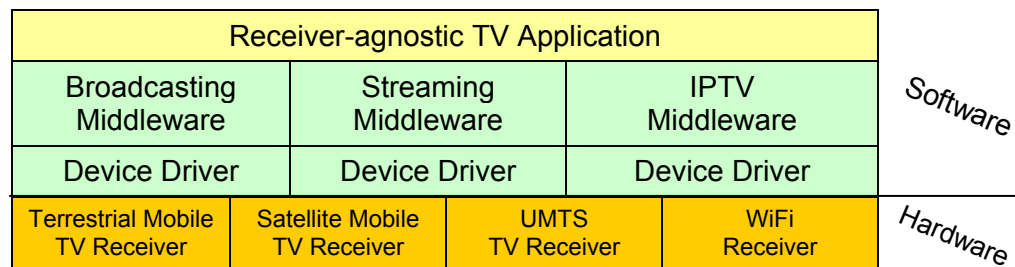 Receiver-agnostic TV Application
Broadcasting
Middleware
Streaming
Middleware
IPTV
Middleware
Software
Device Driver
Device Driver
Device Driver
Terrestrial Mobile
TV Receiver
Satellite Mobile
TV Receiver
UMTS
TV Receiver
WiFi
Receiver
Hardware